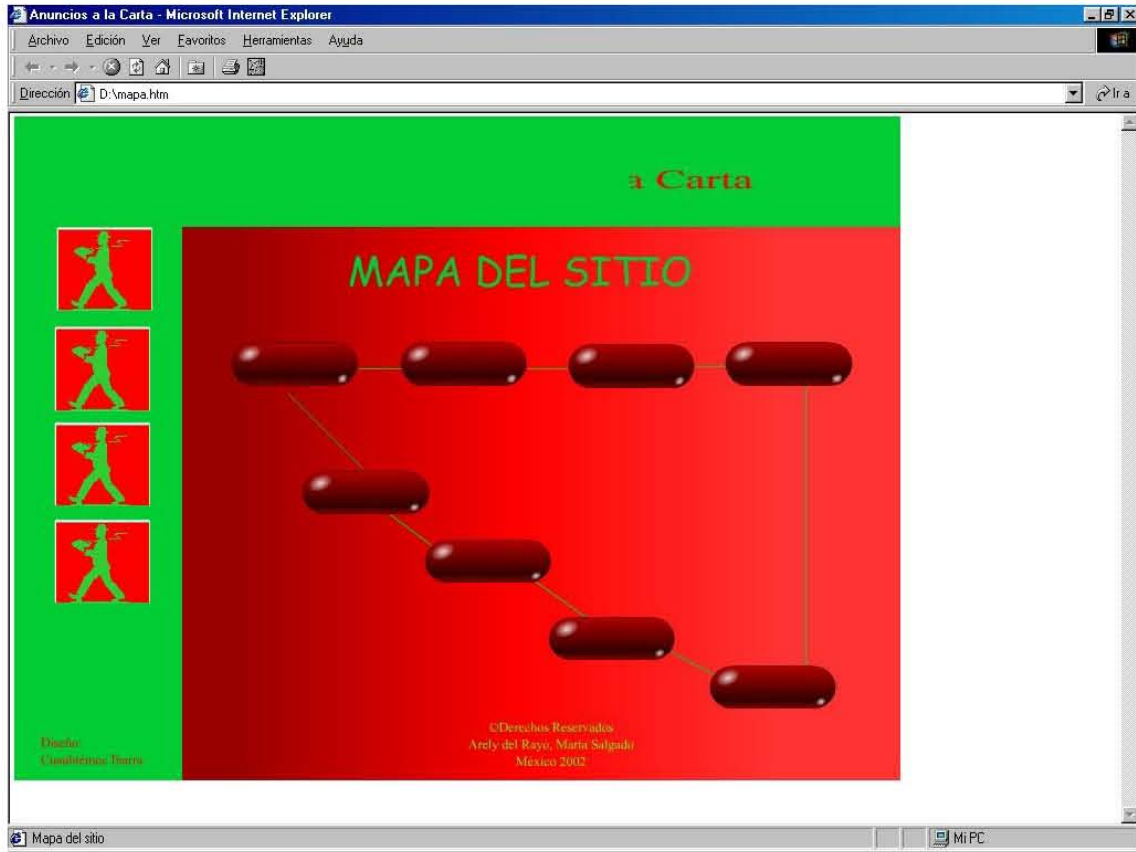 Anuncios a la Carta - Microsoft Internet Explorer
Archivo Edición Ver Favoritos Herramientas Ayuda
Dirección D:\mapa.htm Ir a
a Carta
MAPA DEL SITIO
©Derechos Reservados
Arely del Rayo, Marta Salgado
México 2002
Diseño:
Cuauhtémoc Ibarra
Mapa del sitio Mi PC